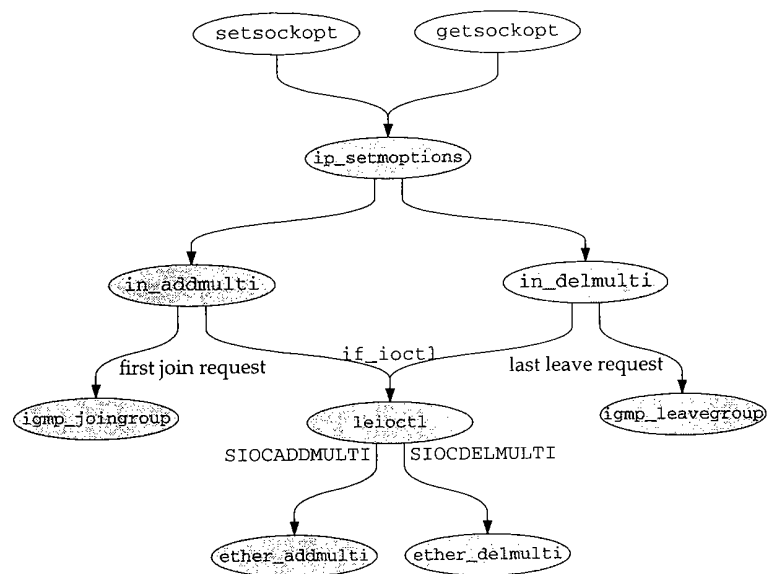 setsockopt
getsockopt
ip_setmoptions
in_addmulti
in_delmulti
if_ioctl
first join request
last leave request
igmp_joingroup
leioctl
igmp_leavegroup
SIOCADDMULTI
SIOCDELMULTI
ether_addmulti
ether_delmulti